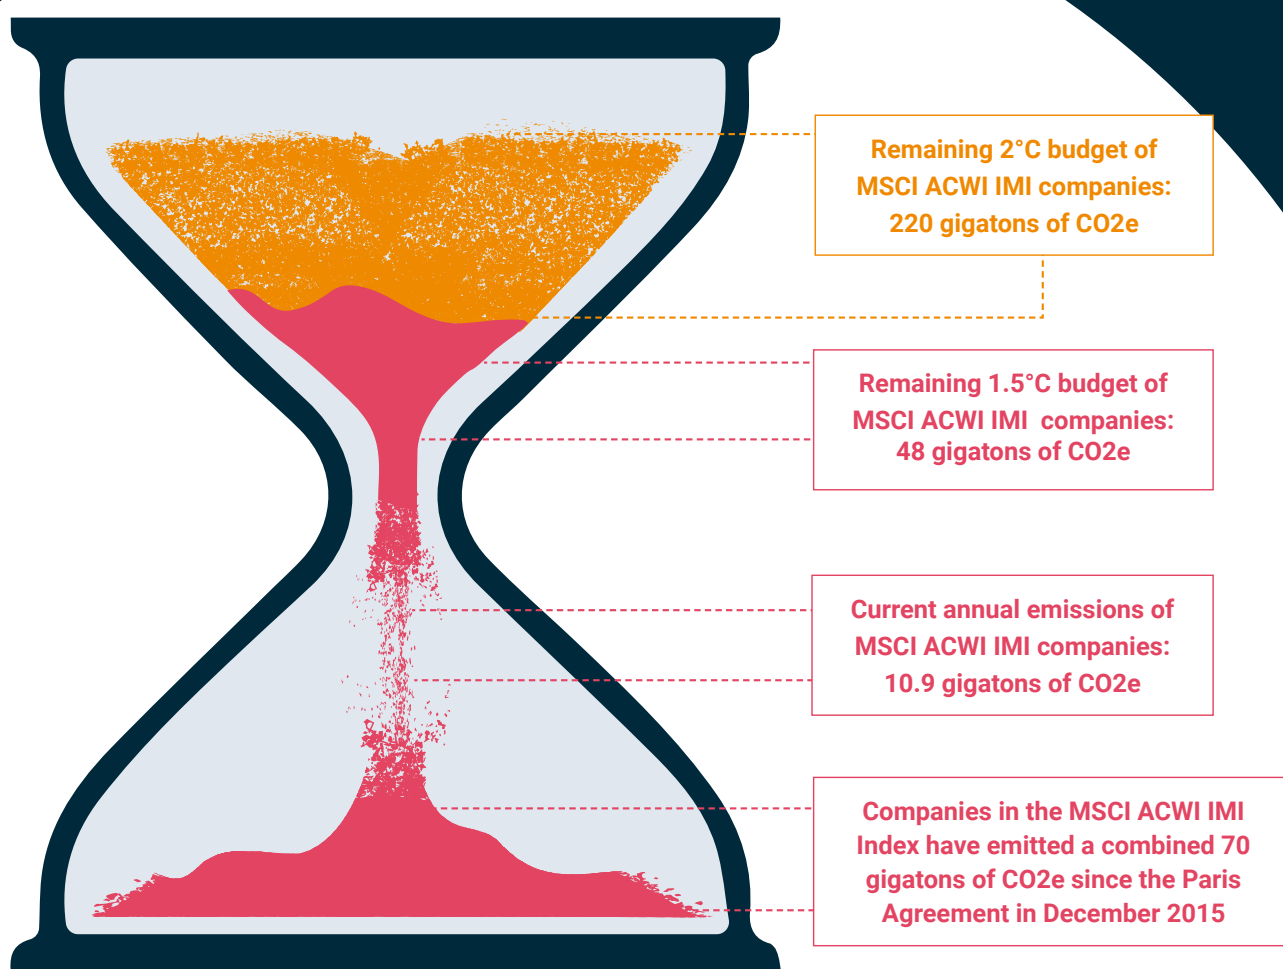 Remaining 2°C budget of
MSCI ACWI IMI companies:
220 gigatons of CO2e
Remaining 1.5°C budget of
MSCI ACWI IMI  companies:
48 gigatons of CO2e
Current annual emissions of
MSCI ACWI IMI companies:
10.9 gigatons of CO2e
Companies in the MSCI ACWI IMI
Index have emitted a combined 70
gigatons of CO2e since the Paris
Agreement in December 2015